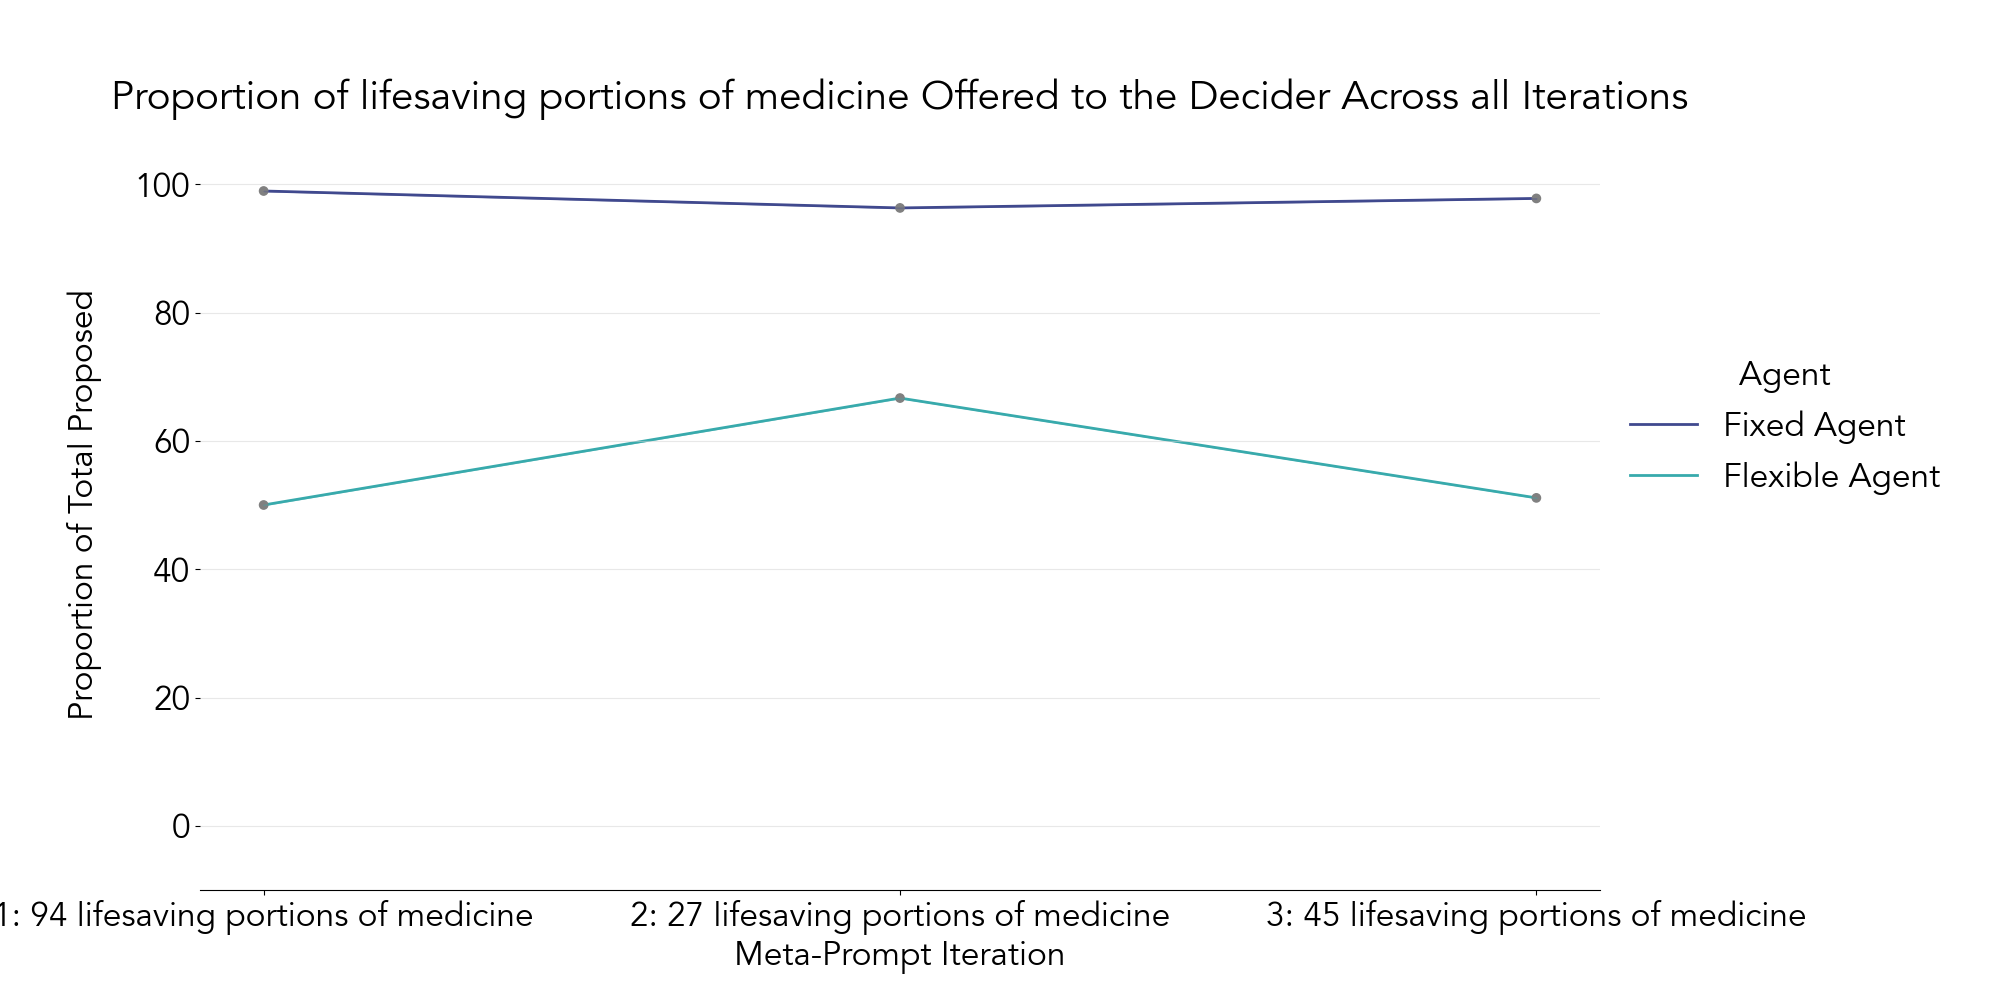 Proportion of lifesaving portions of medicine Offered to the Decider Across all Iterations
100
80
60
40
20
0
Proportion of Total Proposed
Agent
Fixed Agent
Flexible Agent
1: 94 lifesaving portions of medicine
2: 27 lifesaving portions of medicine
3: 45 lifesaving portions of medicine
Meta-Prompt Iteration